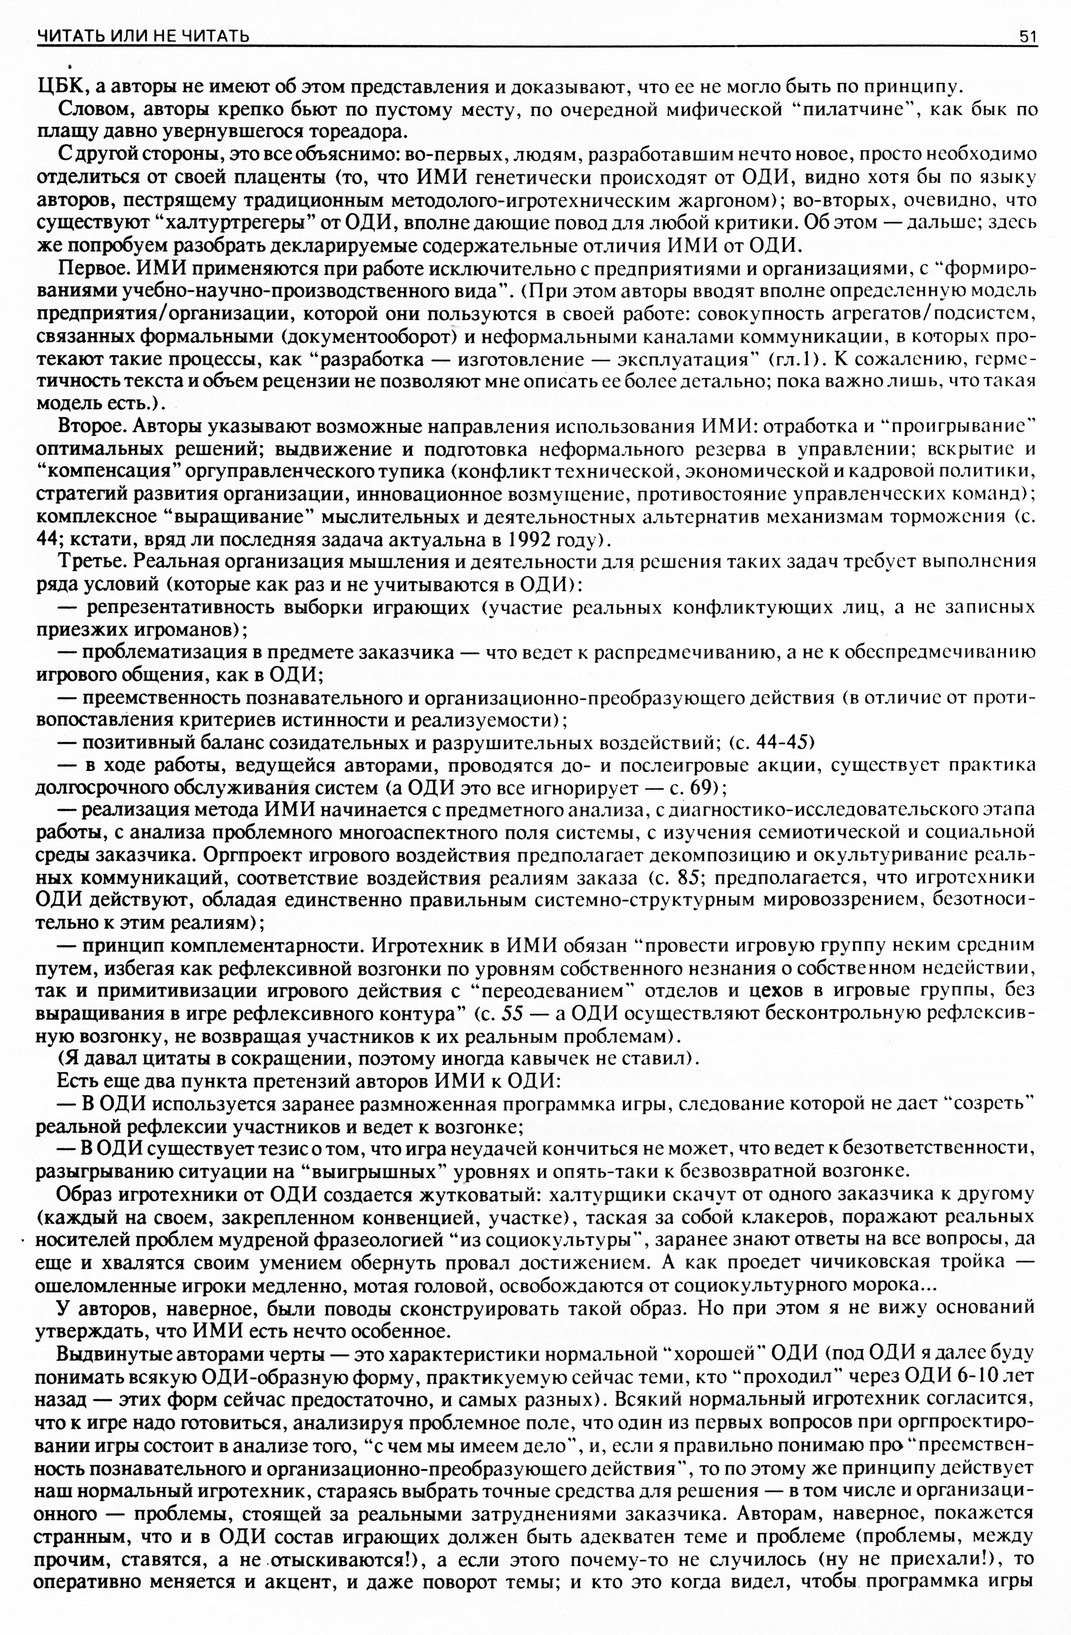 ЧИТАТЬ ИЛИ НЕ ЧИТАТЬ 51
ЦБК, а авторы не имеют об этом представления и доказывают, что ее не могло быть по принципу.
Словом, авторы крепко бьют по пустому месту, по очередной мифической “пилатчине”, как бык по
плащу давно увернувшегося тореадора.
С другой стороны, это все объяснимо: во-первых, людям, разработавшим нечто новое, просто необходимо
отделиться от своей плаценты (то, что ИМИ генетически происходят от ОДИ, видно хотя бы по языку
авторов, пестрящему традиционным методолого-игротехническим жаргоном); во-вторых, очевидно, что
существуют “халтуртрегеры” от ОДИ, вполне дающие повод для любой критики. Об этом — дальше; здесь
же попробуем разобрать декларируемые содержательные отличия ИМИ от ОДИ.
Первое. ИМИ применяются при работе исключительно с предприятиями и организациями, с “формиро-
ваниями учебно-научно-производственного вида”. (При этом авторы вводят вполне определенную модель
предприятия/организации, которой они пользуются в своей работе: совокупность агрегатов/подсистем,
связанных формальными (документооборот) и неформальными каналами коммуникации, в которых про-
текают такие процессы, как “разработка — изготовление — эксплуатация” (гл.1). К сожалению, герме-
тичность текста и объем рецензии не позволяют мне описать ее более детально; пока важно лишь, что такая
модель есть.).
Второе. Авторы указывают возможные направления использования ИМИ: отработка и “проигрывание”
оптимальных решений; выдвижение и подготовка неформального резерва в управлении; вскрытие и
“компенсация” оргуправленческого тупика (конфликт технической, экономической и кадровой политики,
стратегий развития организации, инновационное возмущение, противостояние управленческих команд);
комплексное “выращивание” мыслительных и деятельностных альтернатив механизмам торможения (с.
44; кстати, вряд ли последняя задача актуальна в 1992 году).
Третье. Реальная организация мышления и деятельности для решения таких задач требует выполнения
ряда условий (которые как раз и не учитываются в ОДИ):
— репрезентативность выборки играющих (участие реальных конфликтующих лиц, а не записных
приезжих игроманов);
— проблематизация в предмете заказчика — что ведет к распредмечиванию, а не к обеспредмечиванию
игрового общения, как в ОДИ;
— преемственность познавательного и организационно-преобразующего действия (в отличие от проти-
вопоставления критериев истинности и реализуемости);
— позитивный баланс созидательных и разрушительных воздействий; (с. 44-45)
— в ходе работы, ведущейся авторами, проводятся до- и послеигровые акции, существует практика
долгосрочного обслуживания систем (а ОДИ это все игнорирует — с. 69);
— реализация метода ИМИ начинается с предметного анализа, с диагностико-исследовательского этапа
работы, с анализа проблемного многоаспектного поля системы, с изучения семиотической и социальной
среды заказчика. Оргпроект игрового воздействия предполагает декомпозицию и окультуривание реаль-
ных коммуникаций, соответствие воздействия реалиям заказа (с. 85; предполагается, что игротехники
ОДИ действуют, обладая единственно правильным системно-структурным мировоззрением, безотноси-
тельно к этим реалиям);
— принцип комплементарности. Игротехник в ИМИ обязан “провести игровую группу неким средним
путем, избегая как рефлексивной возгонки по уровням собственного незнания о собственном недействии,
так и примитивизации игрового действия с “переодеванием” отделов и цехов в игровые группы, без
выращивания в игре рефлексивного контура” (с. 55 — а ОДИ осуществляют бесконтрольную рефлексив-
ную возгонку, не возвращая участников к их реальным проблемам).
(Я давал цитаты в сокращении, поэтому иногда кавычек не ставил).
Есть еще два пункта претензий авторов ИМИ к ОДИ:
— В ОДИ используется заранее размноженная программка игры, следование которой не дает “созреть”
реальной рефлексии участников и ведет к возгонке;
— В ОДИ существует тезис о том, что игра неудачей кончиться не может, что ведет к безответственности,
разыгрыванию ситуации на “выигрышных” уровнях и опять-таки к безвозвратной возгонке.
Образ игротехники от ОДИ создается жутковатый: халтурщики скачут от одного заказчика к другому
(каждый на своем, закрепленном конвенцией, участке), таская за собой клакеров, поражают реальных
носителей проблем мудреной фразеологией “из социокультуры”, заранее знают ответы на все вопросы, да
еще и хвалятся своим умением обернуть провал достижением. А как проедет чичиковская тройка —
ошеломленные игроки медленно, мотая головой, освобождаются от социокультурного морока...
У авторов, наверное, были поводы сконструировать такой образ. Но при этом я не вижу оснований
утверждать, что ИМИ есть нечто особенное.
Выдвинутые авторами черты — это характеристики нормальной “хорошей” ОДИ (под ОДИ я далее буду
понимать всякую ОДИ-образную форму, практикуемую сейчас теми, кто “проходил” через ОДИ 6-10 лет
назад — этих форм сейчас предостаточно, и самых разных). Всякий нормальный игротехник согласится,
что к игре надо готовиться, анализируя проблемное поле, что один из первых вопросов при оргпроектиро-
вании игры состоит в анализе того, “с чем мы имеем дело”, и, если я правильно понимаю про “преемствен-
ность познавательного и организационно-преобразующего действия”, то по этому же принципу действует
наш нормальный игротехник, стараясь выбрать точные средства для решения — в том числе и организаци-
онного — проблемы, стоящей за реальными затруднениями заказчика. Авторам, наверное, покажется
странным, что и в ОДИ состав играющих должен быть адекватен теме и проблеме (проблемы, между
прочим, ставятся, а не отыскиваются!), а если этого почему-то не случилось (ну не приехали!), то
оперативно меняется и акцент, и даже поворот темы; и кто это когда видел, чтобы программка игры